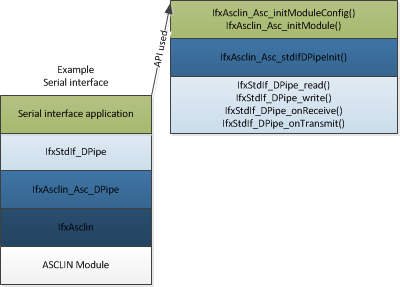 IfxAsclin_Asc_initModuleConfig()
IfxAsclin_Asc_initModule()
IfxAsclin_Asc_stdIfDPipeInit()
IfxStdIf_DPipe_read()
IfxStdIf_DPipe_write()
IfxStdIf_DPipe_onReceive()
IfxStdIf_DPipe_onTransmit()
API used
Example
Serial interface
Serial interface application
IfxStdIf_DPipe
IfxAsclin_Asc_DPipe
IfxAsclin
ASCLIN Module